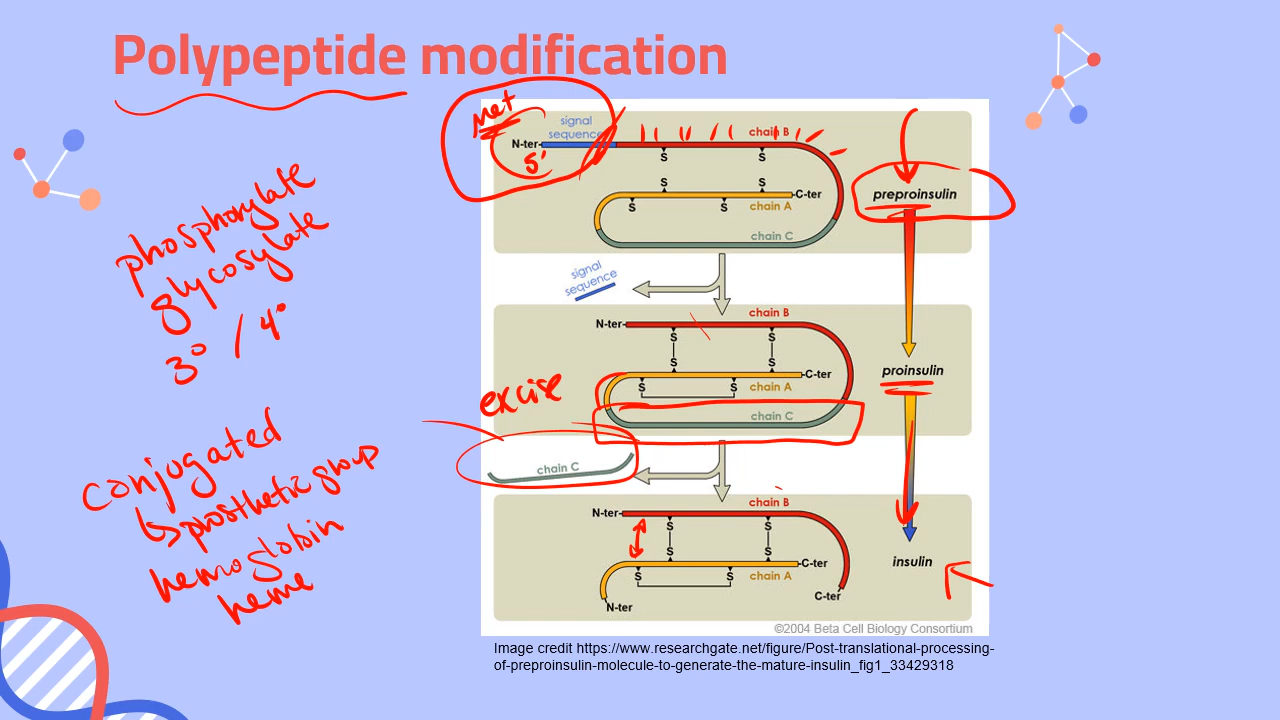 Polypeptide modification
phosphorylate
glycosylate
3° / 4°
conjugated
↳ prosthetic group
hemoglobin
heme
met
signal
sequence
N-ter-
5'
chain B
S S
S S
-C-ter
S S
chain A
chain C
preproinsulin
signal
sequence
N-ter-
chain B
S S
S S
-C-ter
S S
chain A
chain C
proinsulin
excise
chain C
N-ter-
chain B
S S
S S
-C-ter
S S
chain A
C-ter
N-ter
insulin
©2004 Beta Cell Biology Consortium
Image credit https://www.researchgate.net/figure/Post-translational-processing-
of-preproinsulin-molecule-to-generate-the-mature-insulin_fig1_33429318